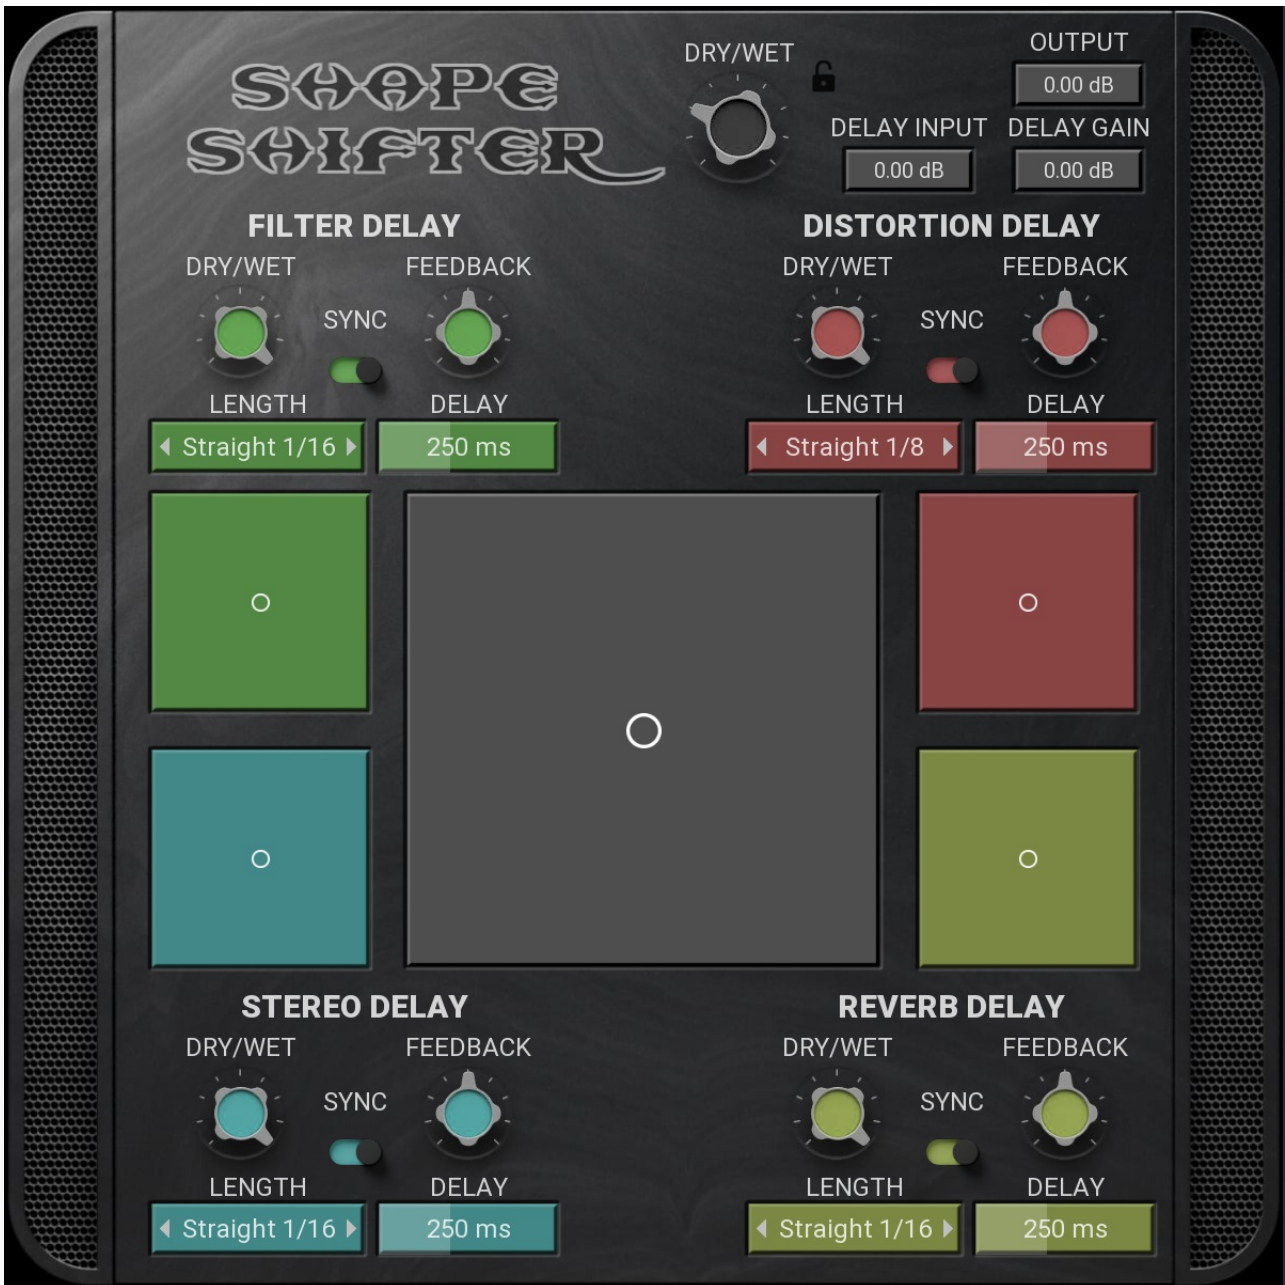 SHAPE
SHIFTER
DRY/WET
OUTPUT
0.00 dB
DELAY INPUT
DELAY GAIN
0.00 dB
0.00 dB
FILTER DELAY
DRY/WET
FEEDBACK
SYNC
LENGTH
DELAY
Straight 1/16
250 ms
DISTORTION DELAY
DRY/WET
FEEDBACK
SYNC
LENGTH
DELAY
Straight 1/8
250 ms
STEREO DELAY
DRY/WET
FEEDBACK
SYNC
LENGTH
DELAY
Straight 1/16
250 ms
REVERB DELAY
DRY/WET
FEEDBACK
SYNC
LENGTH
DELAY
Straight 1/16
250 ms